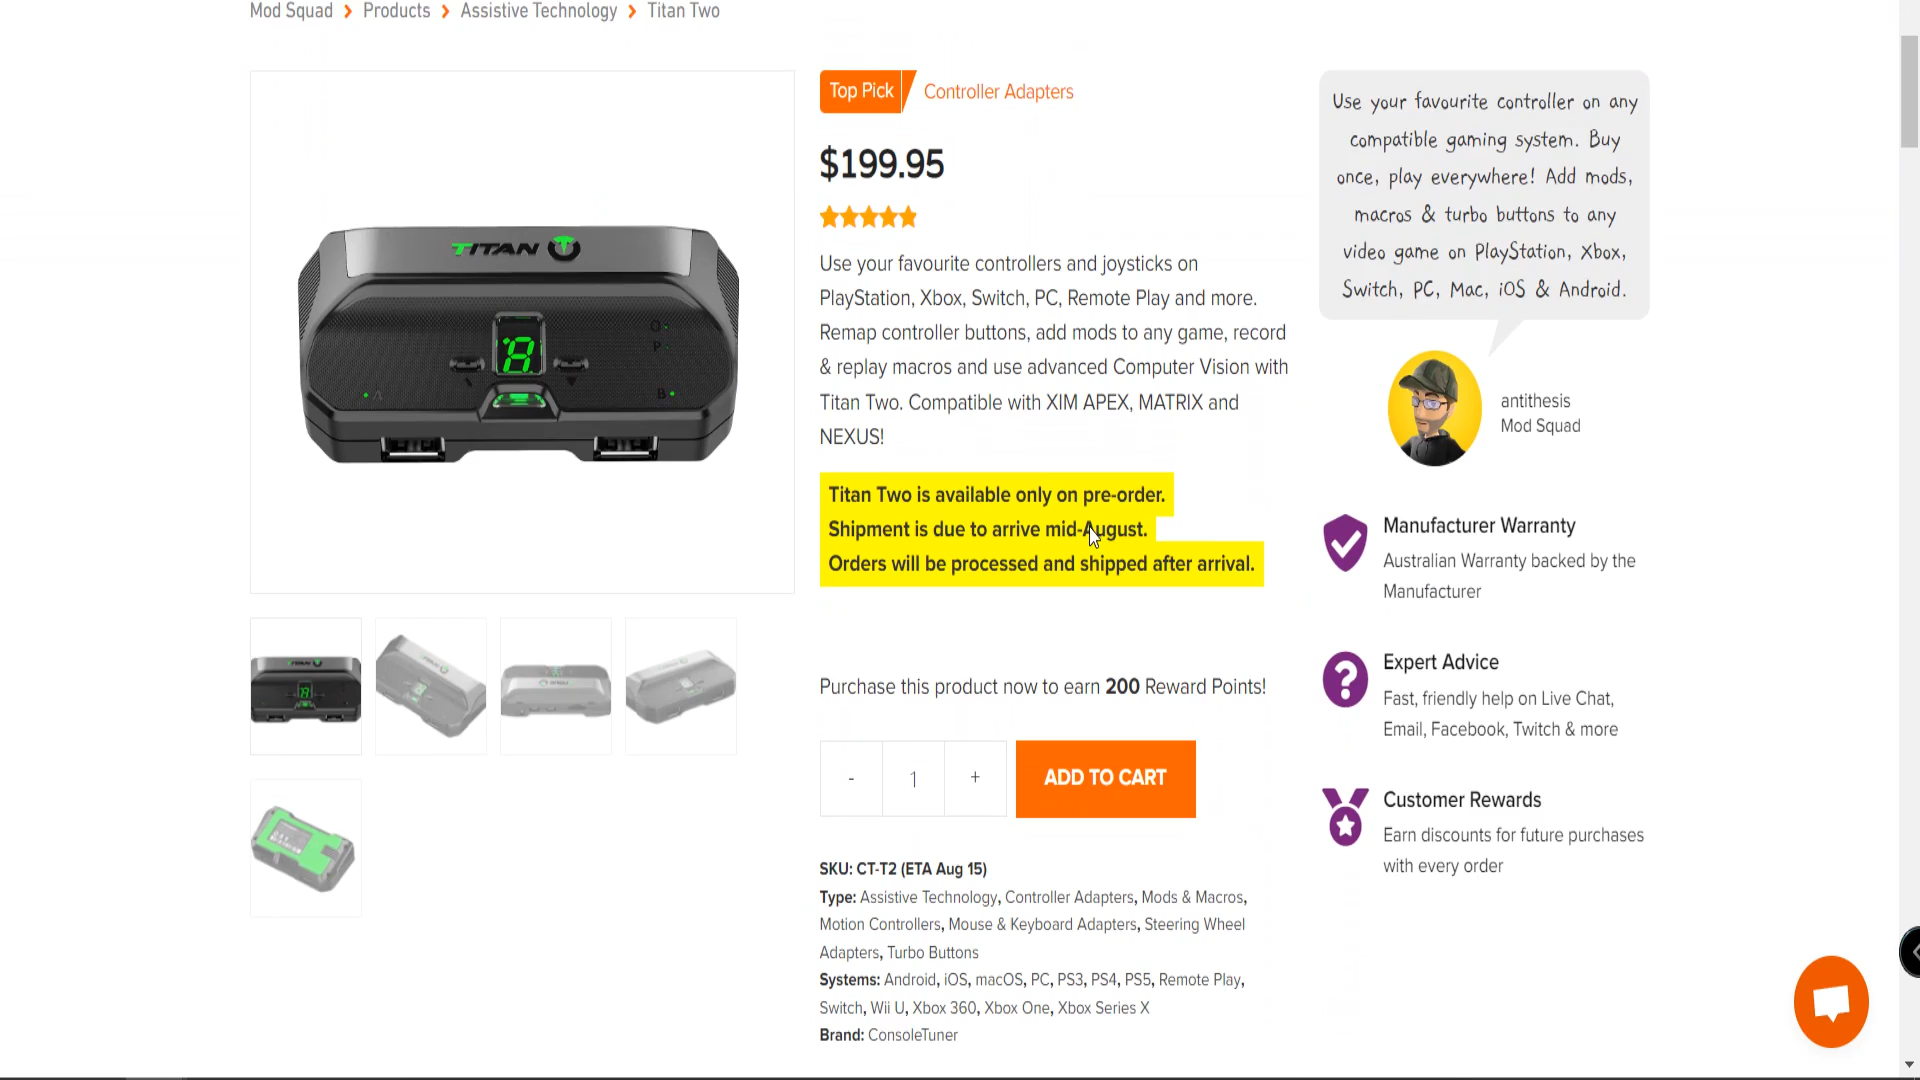 Mod Squad > Products > Assistive Technology > Titan Two
TITAN
8
Top Pick
Controller Adapters
$199.95
Use your favourite controllers and joysticks on
PlayStation, Xbox, Switch, PC, Remote Play and more.
Remap controller buttons, add mods to any game, record
& replay macros and use advanced Computer Vision with
Titan Two. Compatible with XIM APEX, MATRIX and
NEXUS!
Titan Two is available only on pre-order.
Shipment is due to arrive mid-August.
Orders will be processed and shipped after arrival.
Purchase this product now to earn 200 Reward Points!
- 1 +
ADD TO CART
SKU: CT-T2 (ETA Aug 15)
Type: Assistive Technology, Controller Adapters, Mods & Macros,
Motion Controllers, Mouse & Keyboard Adapters, Steering Wheel
Adapters, Turbo Buttons
Systems: Android, iOS, macOS, PC, PS3, PS4, PS5, Remote Play,
Switch, Wii U, Xbox 360, Xbox One, Xbox Series X
Brand: ConsoleTuner
Use your favourite controller on any
compatible gaming system. Buy
once, play everywhere! Add mods,
macros & turbo buttons to any
video game on PlayStation, Xbox,
Switch, PC, Mac, iOS & Android.
antithesis
Mod Squad
Manufacturer Warranty
Australian Warranty backed by the
Manufacturer
Expert Advice
Fast, friendly help on Live Chat,
Email, Facebook, Twitch & more
Customer Rewards
Earn discounts for future purchases
with every order